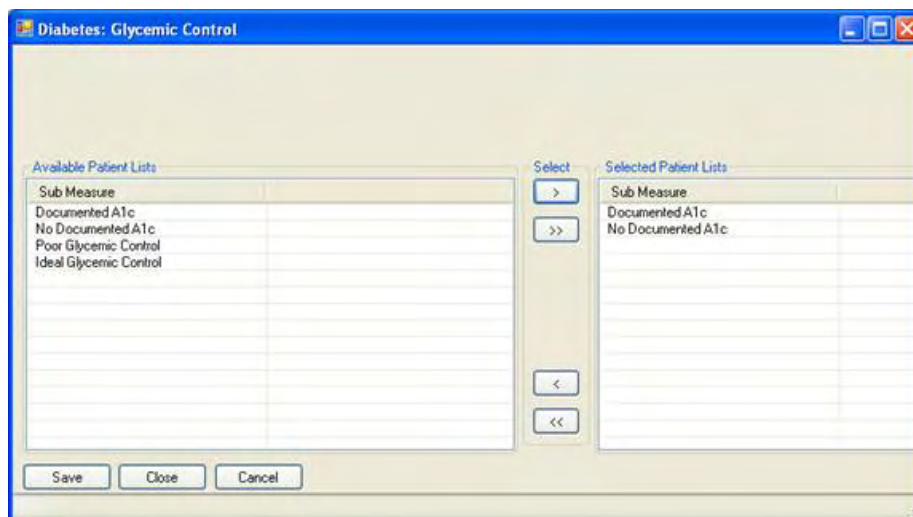 Diabetes: Glycemic Control
Available Patient Lists
Sub Measure
Documented A1c
No Documented A1c
Poor Glycemic Control
Ideal Glycemic Control
Select
>
>>
<
<<
Selected Patient Lists
Sub Measure
Documented A1c
No Documented A1c
Save Close Cancel